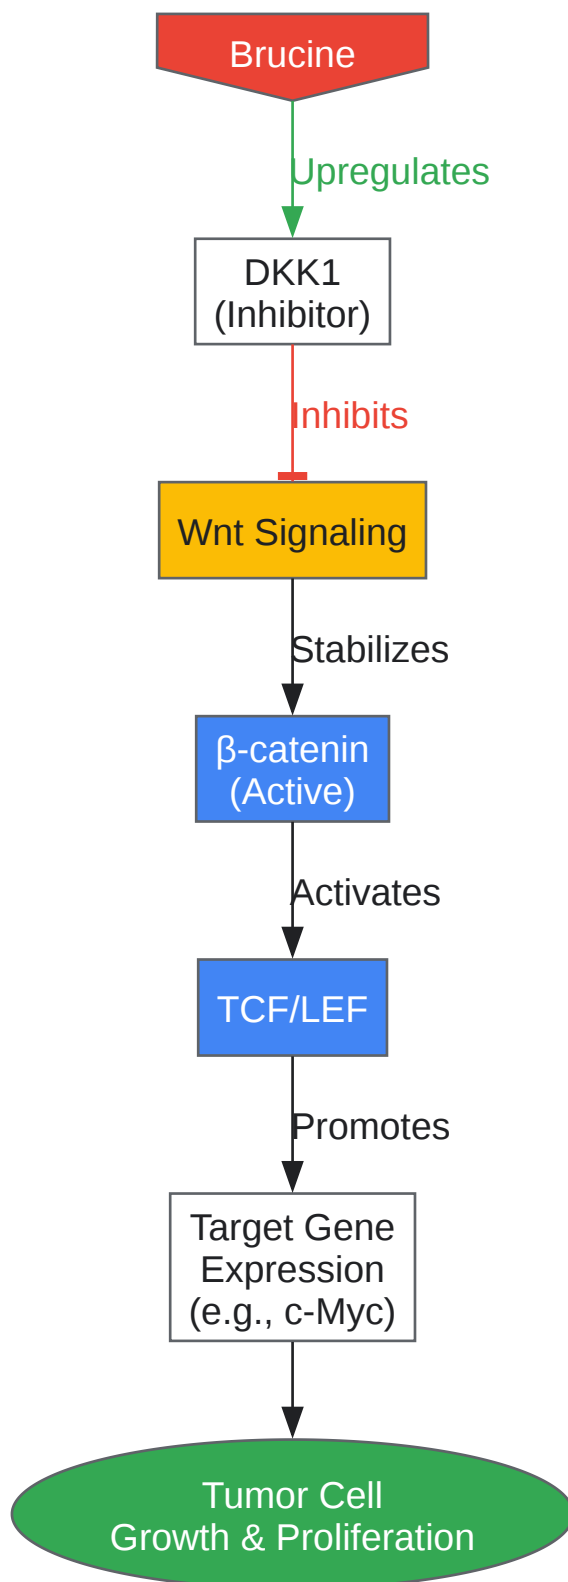 Brucine
Upregulates
DKK1
(Inhibitor)
Inhibits
Wnt Signaling
Stabilizes
β-catenin
(Active)
Activates
TCF/LEF
Promotes
Target Gene
Expression
(e.g., c-Myc)
Tumor Cell
Growth & Proliferation